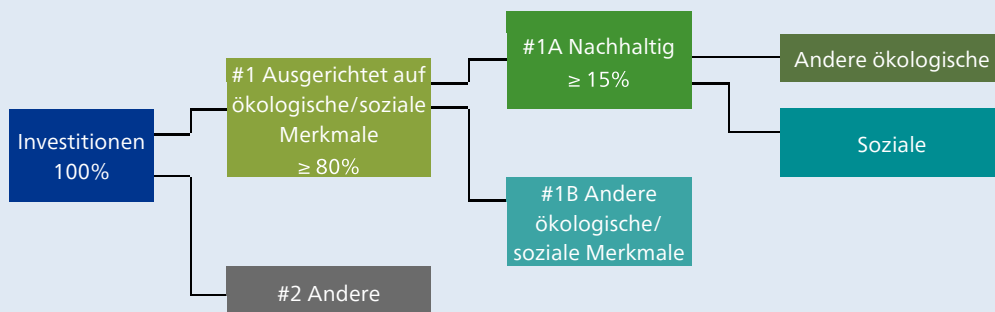 Investitionen
100%
#1 Ausgerichtet auf
ökologische/soziale
Merkmale
≥ 80%
#2 Andere
#1A Nachhaltig
≥ 15%
#1B Andere
ökologische/
soziale Merkmale
Andere ökologische
Soziale